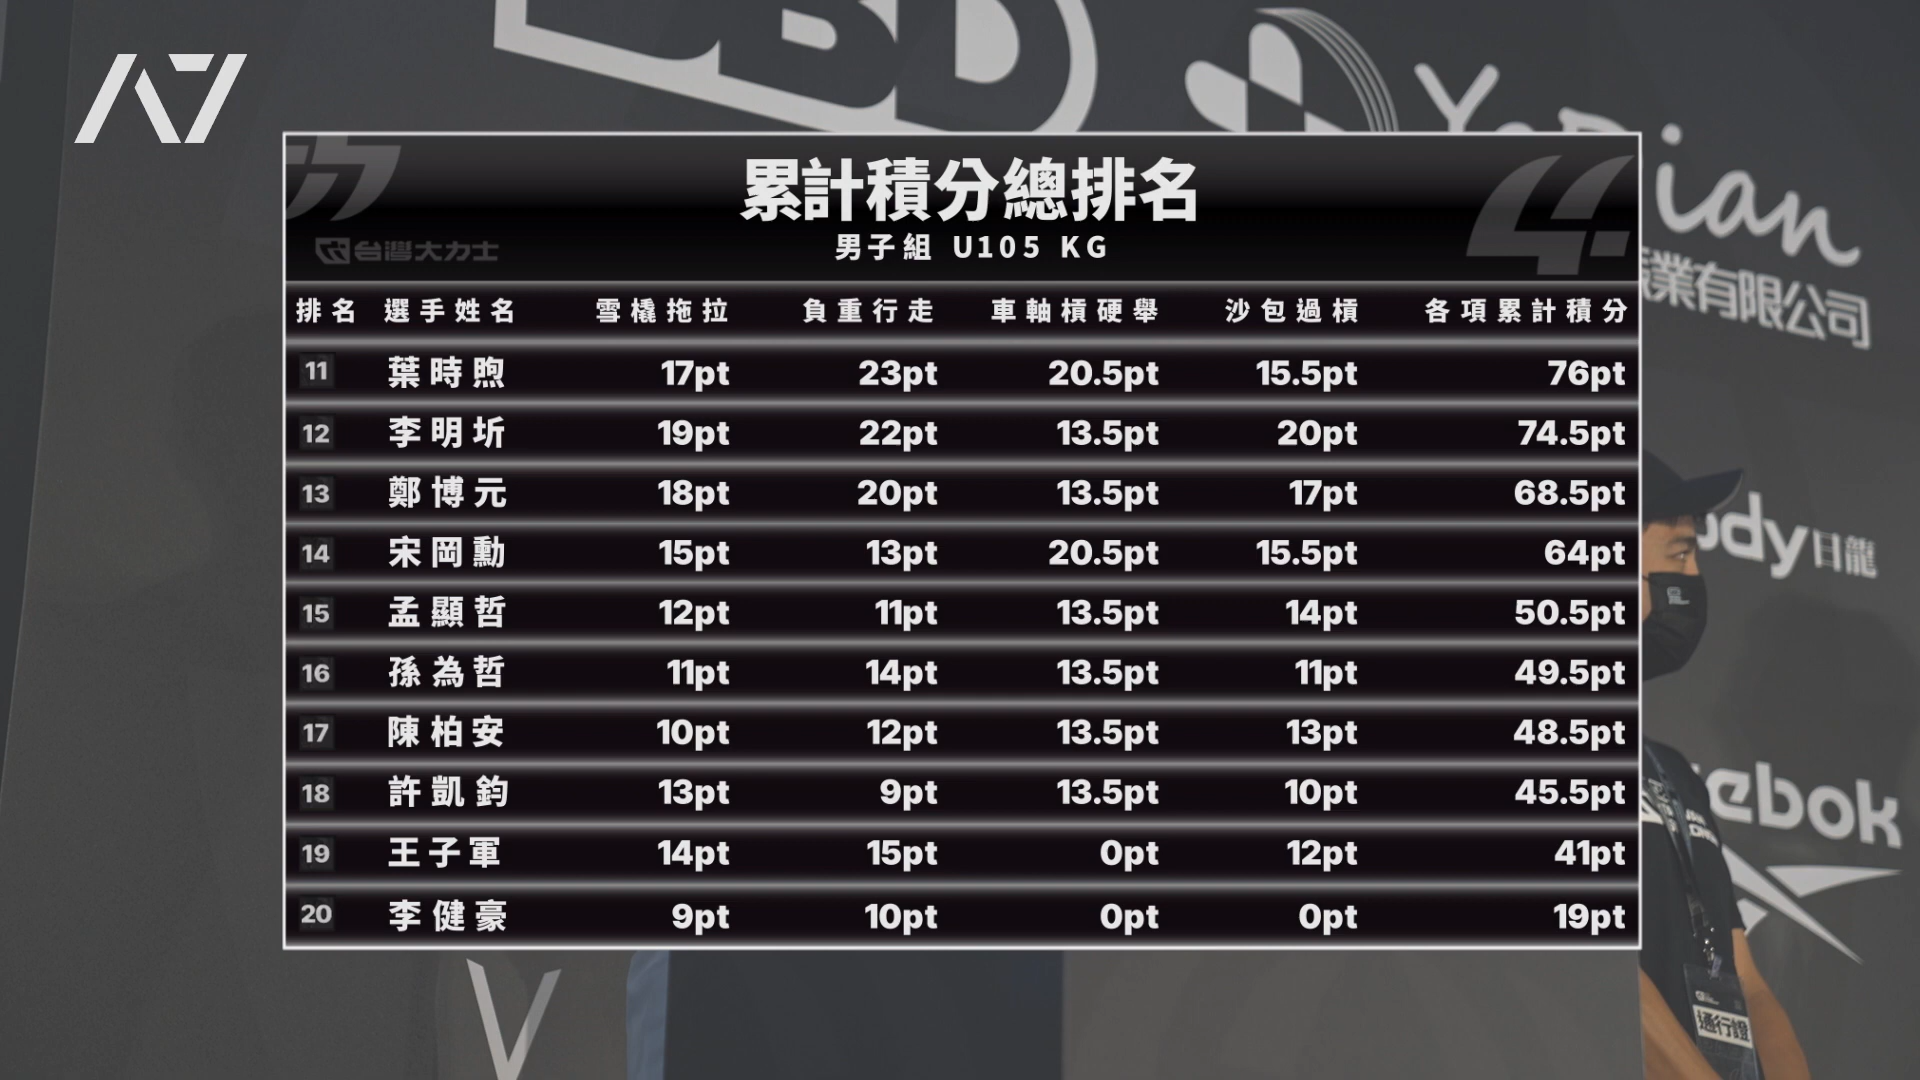 A7
累計積分總排名
男子組 U105 KG
台灣大力士
排名 選手姓名 雪橇拖拉 負重行走 車軸槓硬舉 沙包過槓 各項累計積分
11 葉時煦 17pt 23pt 20.5pt 15.5pt 76pt
12 李明圻 19pt 22pt 13.5pt 20pt 74.5pt
13 鄭博元 18pt 20pt 13.5pt 17pt 68.5pt
14 宋岡勳 15pt 13pt 20.5pt 15.5pt 64pt
15 孟顯哲 12pt 11pt 13.5pt 14pt 50.5pt
16 孫為哲 11pt 14pt 13.5pt 11pt 49.5pt
17 陳柏安 10pt 12pt 13.5pt 13pt 48.5pt
18 許凱鈞 13pt 9pt 13.5pt 10pt 45.5pt
19 王子軍 14pt 15pt 0pt 12pt 41pt
20 李健豪 9pt 10pt 0pt 0pt 19pt
業有限公司
ody日龍
ebok
通行證